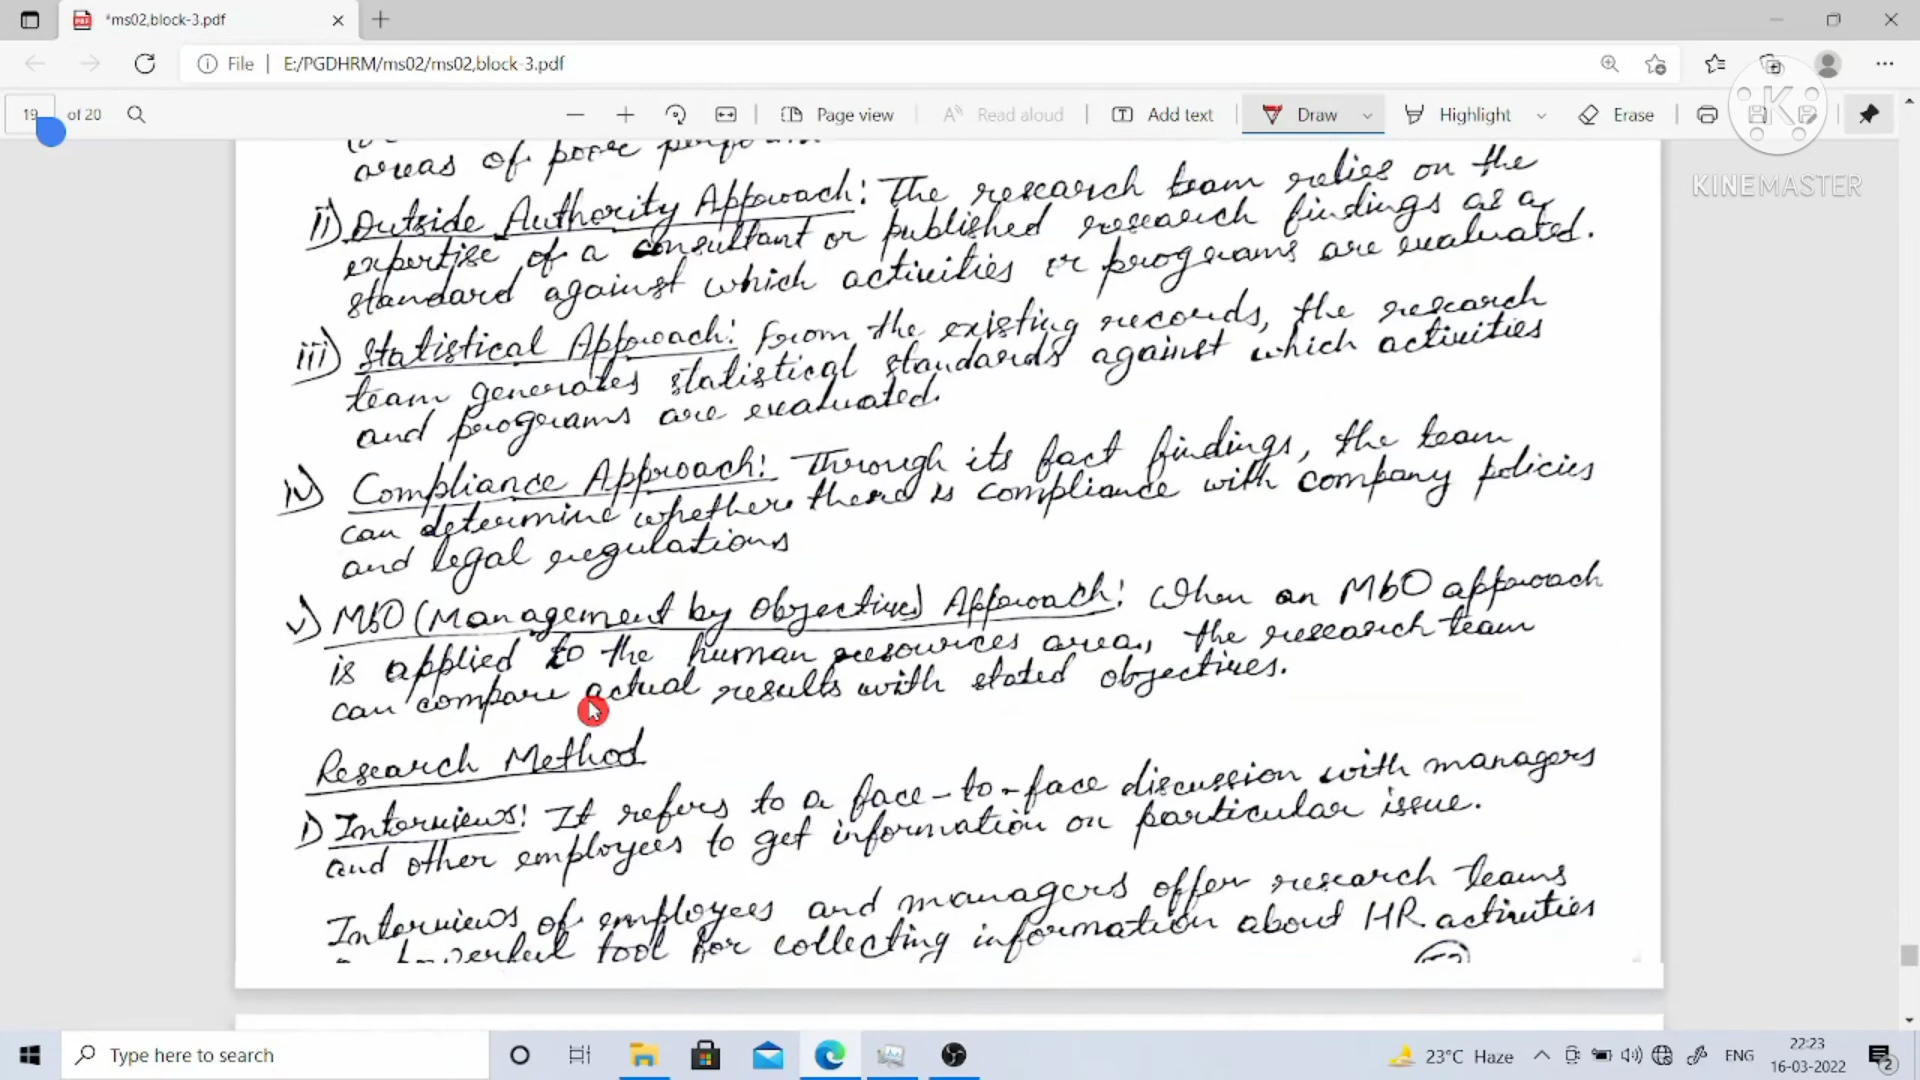 *ms02,block-3.pdf
File E:/PGDHRM/ms02/ms02,block-3.pdf
19 of 20 Page view Read aloud Add text Draw Highlight Erase
KINEMASTER
areas of poor
ii) Outside Authority Approach: The research team relies on the
expertise of a consultant or published research findings as a
standard against which activities or programs are evaluated.
iii) Statistical Approach: From the existing records, the research
team generates statistical standards against which activities
and programs are evaluated.
iv) Compliance Approach: Through its fact findings, the team
can determine whether there is compliance with company policies
and legal regulations
v) MbO (Management by Objective) Approach: When an MbO approach
is applied to the human resources area, the research team
can compare actual results with stated objectives.
Research Method
i) Interviews: It refers to a face-to-face discussion with managers
and other employees to get information on particular issue.
Interviews of employees and managers offer research teams
a powerful tool for collecting information about HR activities
Type here to search
23°C Haze ENG 22:23
16-03-2022
2